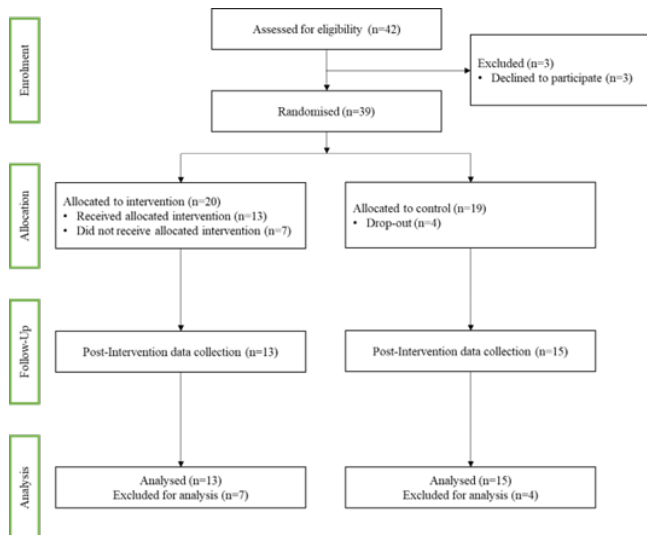 Enrolment
Assessed for eligibility (n=42)
Excluded (n=3)
• Declined to participate (n=3)
Randomised (n=39)
Allocation
Allocated to intervention (n=20)
• Received allocated intervention (n=13)
• Did not receive allocated intervention (n=7)
Allocated to control (n=19)
• Drop-out (n=4)
Follow-Up
Post-Intervention data collection (n=13)
Post-Intervention data collection (n=15)
Analysis
Analysed (n=13)
Excluded for analysis (n=7)
Analysed (n=15)
Excluded for analysis (n=4)